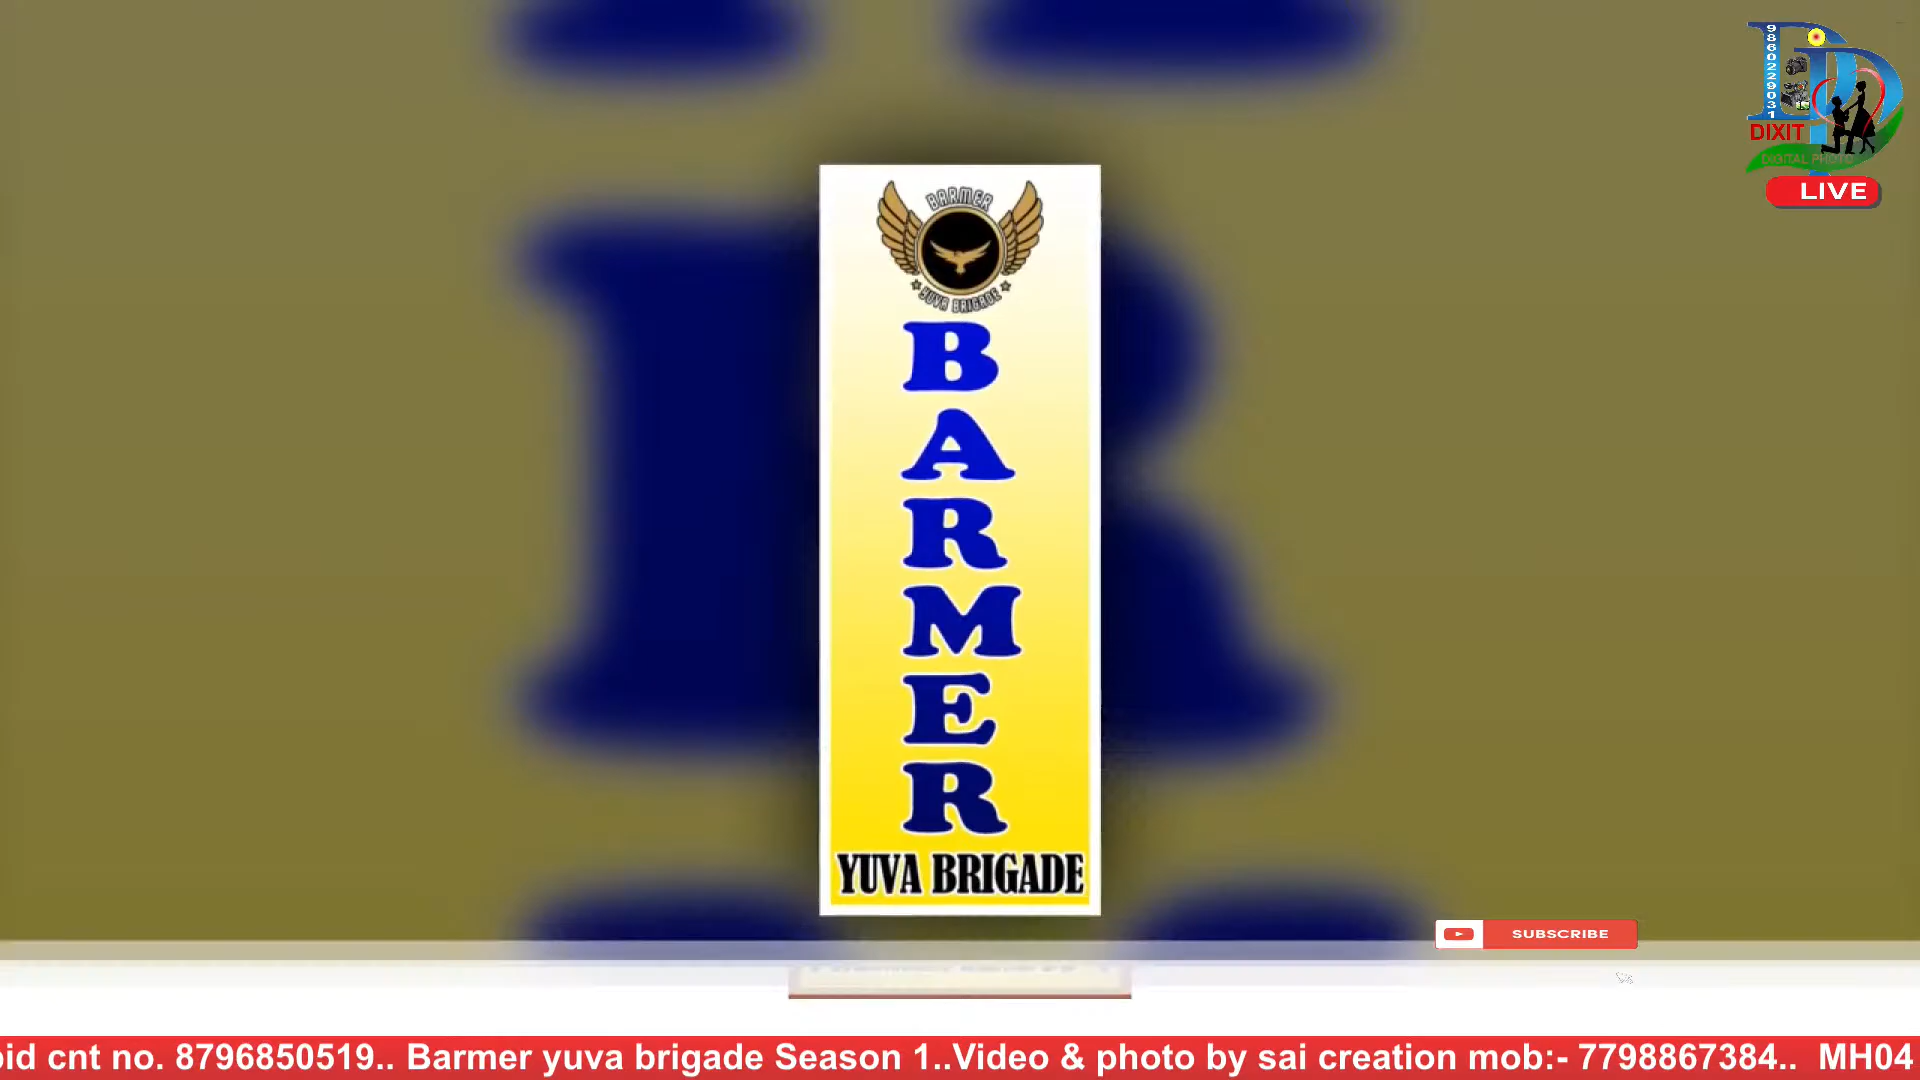 9860229031
DIXIT
DIGITAL PHOTO
LIVE
BARMER
YUVA BRIGADE
B
A
R
M
E
R
YUVA BRIGADE
SUBSCRIBE
cnt no. 8796850519.. Barmer yuva brigade Season 1..Video & photo by sai creation mob:- 7798867384.. MH04